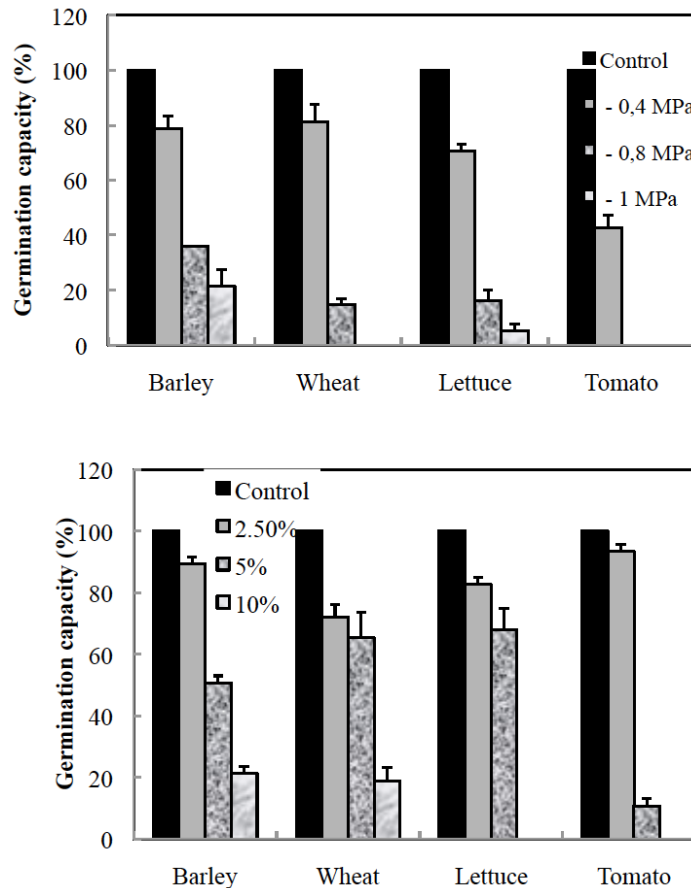 120
100
80
60
40
20
0
Germination capacity (%)
Control
- 0,4 MPa
- 0,8 MPa
- 1 MPa
Barley Wheat Lettuce Tomato
120
100
80
60
40
20
0
Germination capacity (%)
Control
2.50%
5%
10%
Barley Wheat Lettuce Tomato